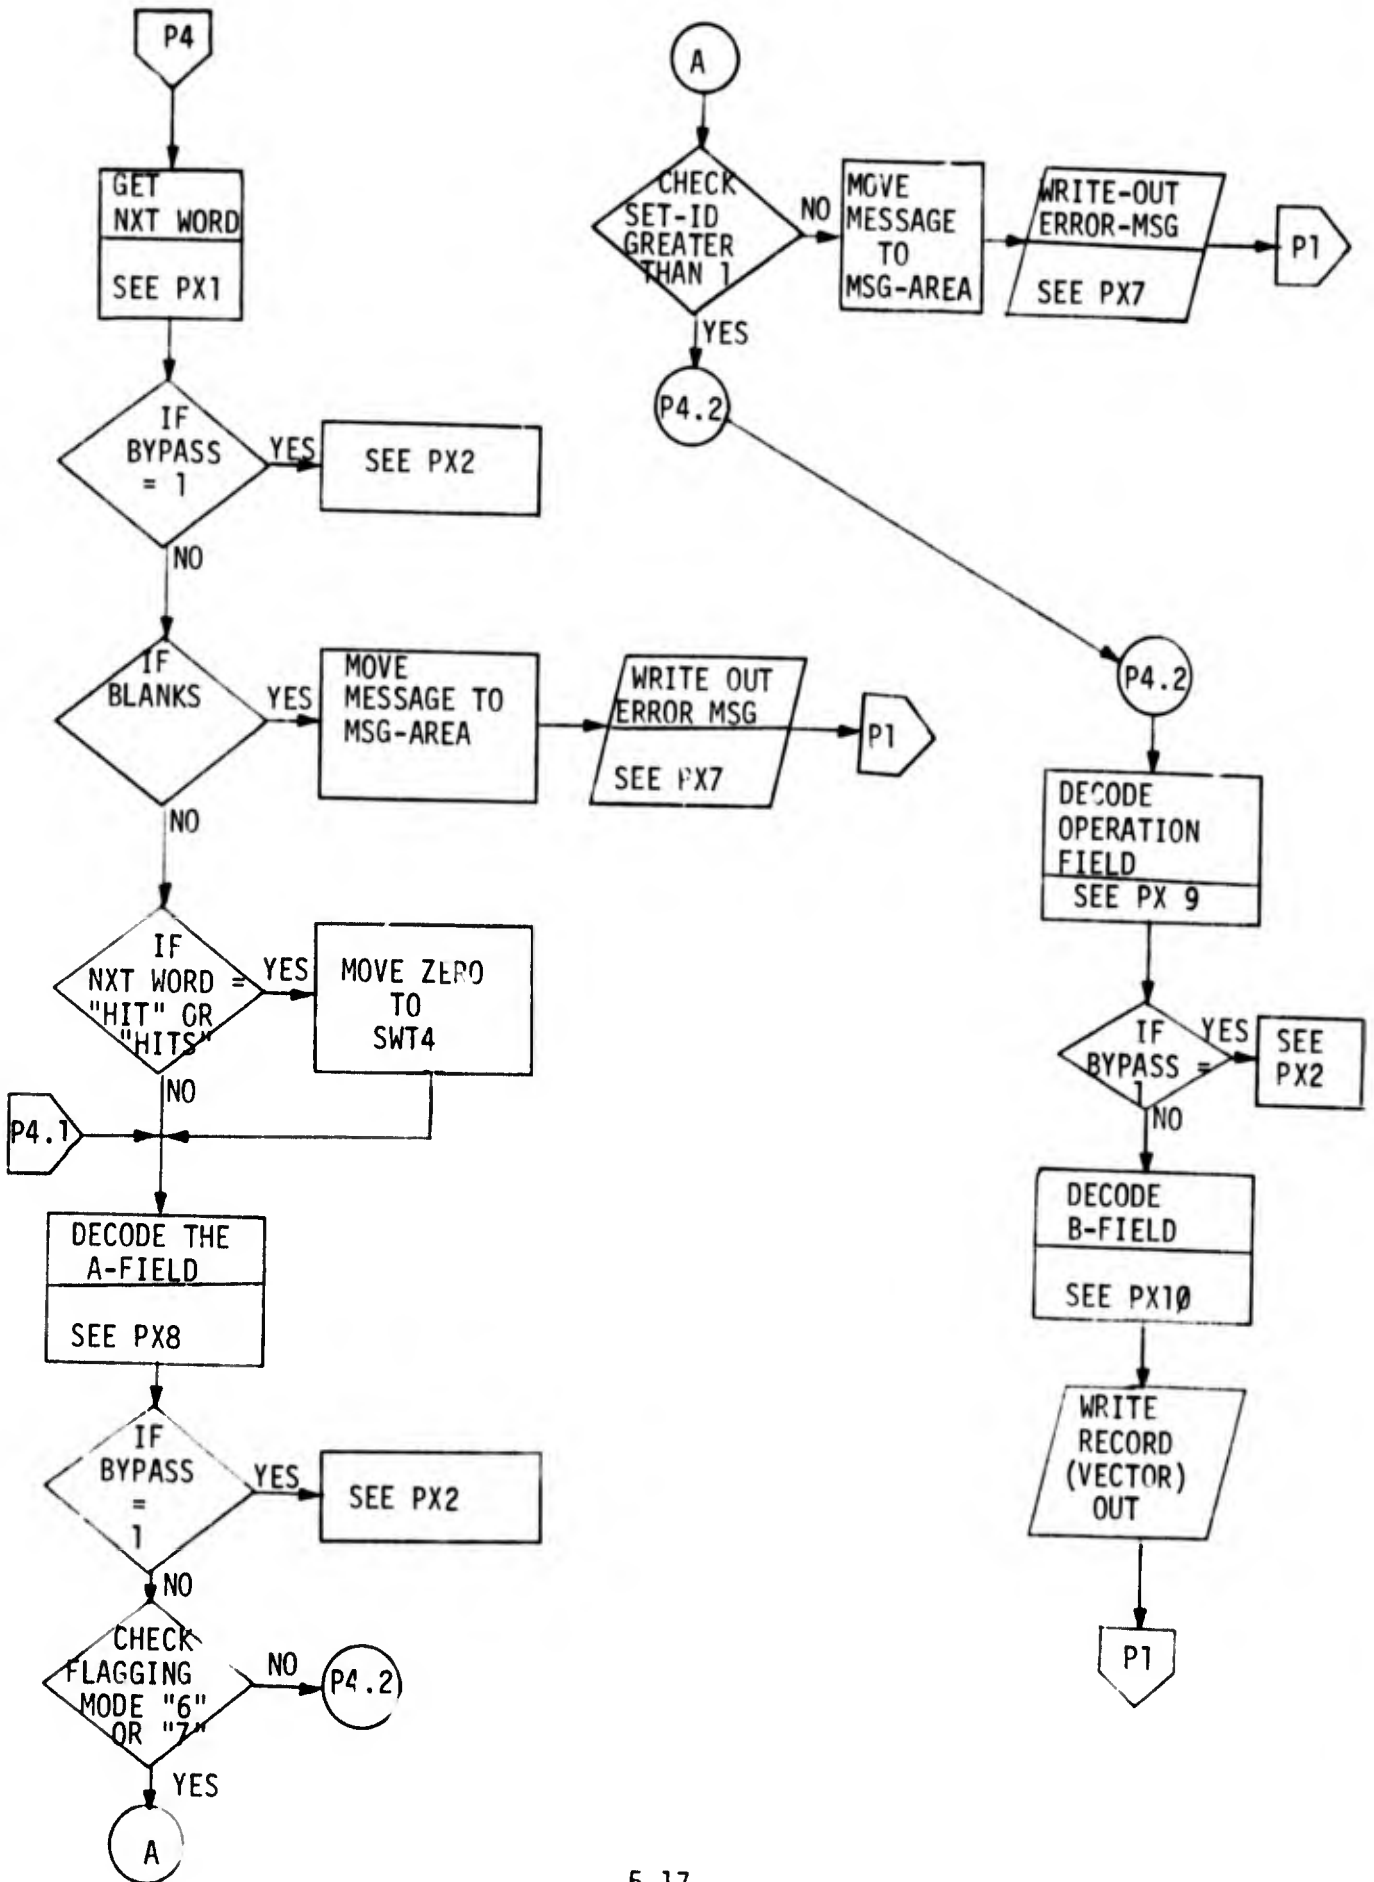 P4
GET
NXT WORD
SEE PX1
IF
BYPASS
= 1
YES
SEE PX2
NO
IF
BLANKS
YES
MOVE
MESSAGE TO
MSG-AREA
WRITE OUT
ERROR MSG
SEE PX7
P1
NO
IF
NXT WORD =
"HIT" OR
"HITS"
YES
MOVE ZERO
TO
SWT4
NO
P4.1
DECODE THE
A-FIELD
SEE PX8
IF
BYPASS
=
1
YES
SEE PX2
NO
CHECK
FLAGGING
MODE "6"
OR "7"
NO
P4.2
YES
A
A
CHECK
SET-ID
GREATER
THAN 1
NO
MOVE
MESSAGE
TO
MSG-AREA
WRITE-OUT
ERROR-MSG
SEE PX7
P1
YES
P4.2
P4.2
DECODE
OPERATION
FIELD
SEE PX 9
IF
BYPASS =
1
YES
SEE
PX2
NO
DECODE
B-FIELD
SEE PX1Ø
WRITE
RECORD
(VECTOR)
OUT
P1
5-17